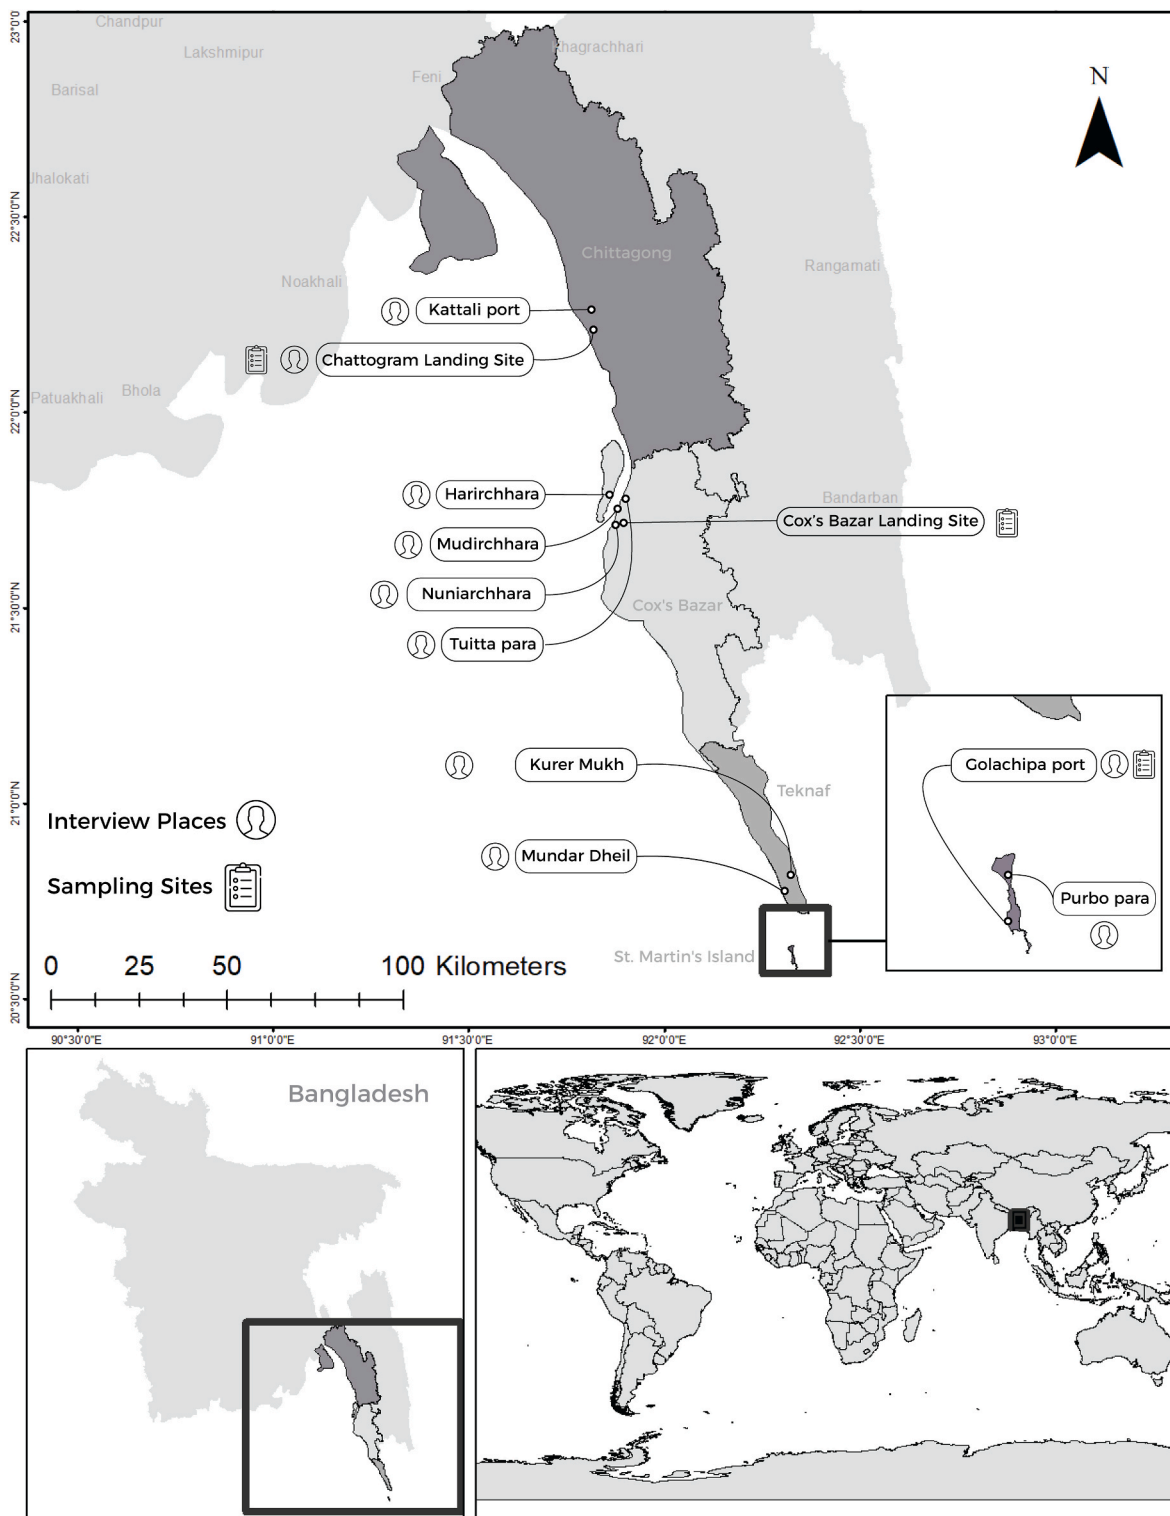 Chandpur
Lakshmipur
Khagrachhari
Feni
Barisal
N
Jhalokati
Chittagong
Rangamati
Noakhali
Kattali port
Chattogram Landing Site
Bhola
Patuakhali
Harirchhara
Bandarban
Cox's Bazar Landing Site
Mudirchhara
Nuniarchhara
Cox's Bazar
Tuitta para
Kurer Mukh
Golachipa port
Teknaf
Interview Places
Mundar Dheil
Sampling Sites
Purbo para
St. Martin's Island
0 25 50 100 Kilometers
23°0'0
22°30'0"N
22°0'0"N
21°30'0"N
21°0'0"N
20°30'0"N
90°30'0"E 91°0'0"E 91°30'0"E 92°0'0"E 92°30'0"E 93°0'0"E
Bangladesh